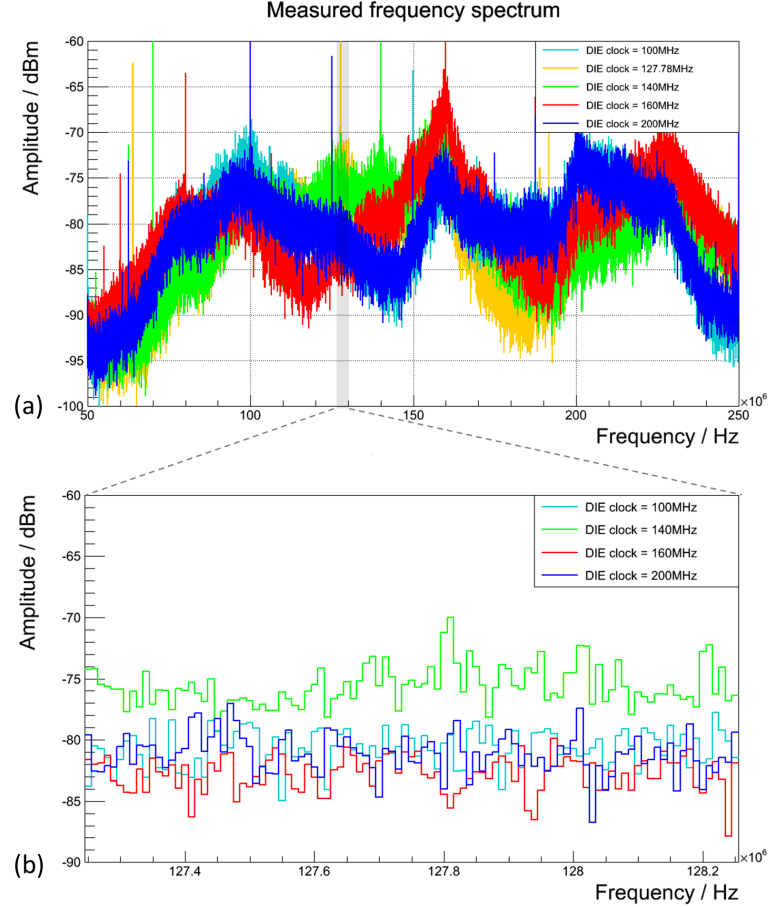 Measured frequency spectrum
Amplitude / dBm
-60
-65
-70
-75
-80
-85
-90
-95
-100
DIE clock = 100MHz
DIE clock = 127.78MHz
DIE clock = 140MHz
DIE clock = 160MHz
DIE clock = 200MHz
(a)
50 100 150 200 250
×10⁶
Frequency / Hz
Amplitude / dBm
-60
-65
-70
-75
-80
-85
-90
DIE clock = 100MHz
DIE clock = 140MHz
DIE clock = 160MHz
DIE clock = 200MHz
(b)
127.4 127.6 127.8 128 128.2
×10⁶
Frequency / Hz